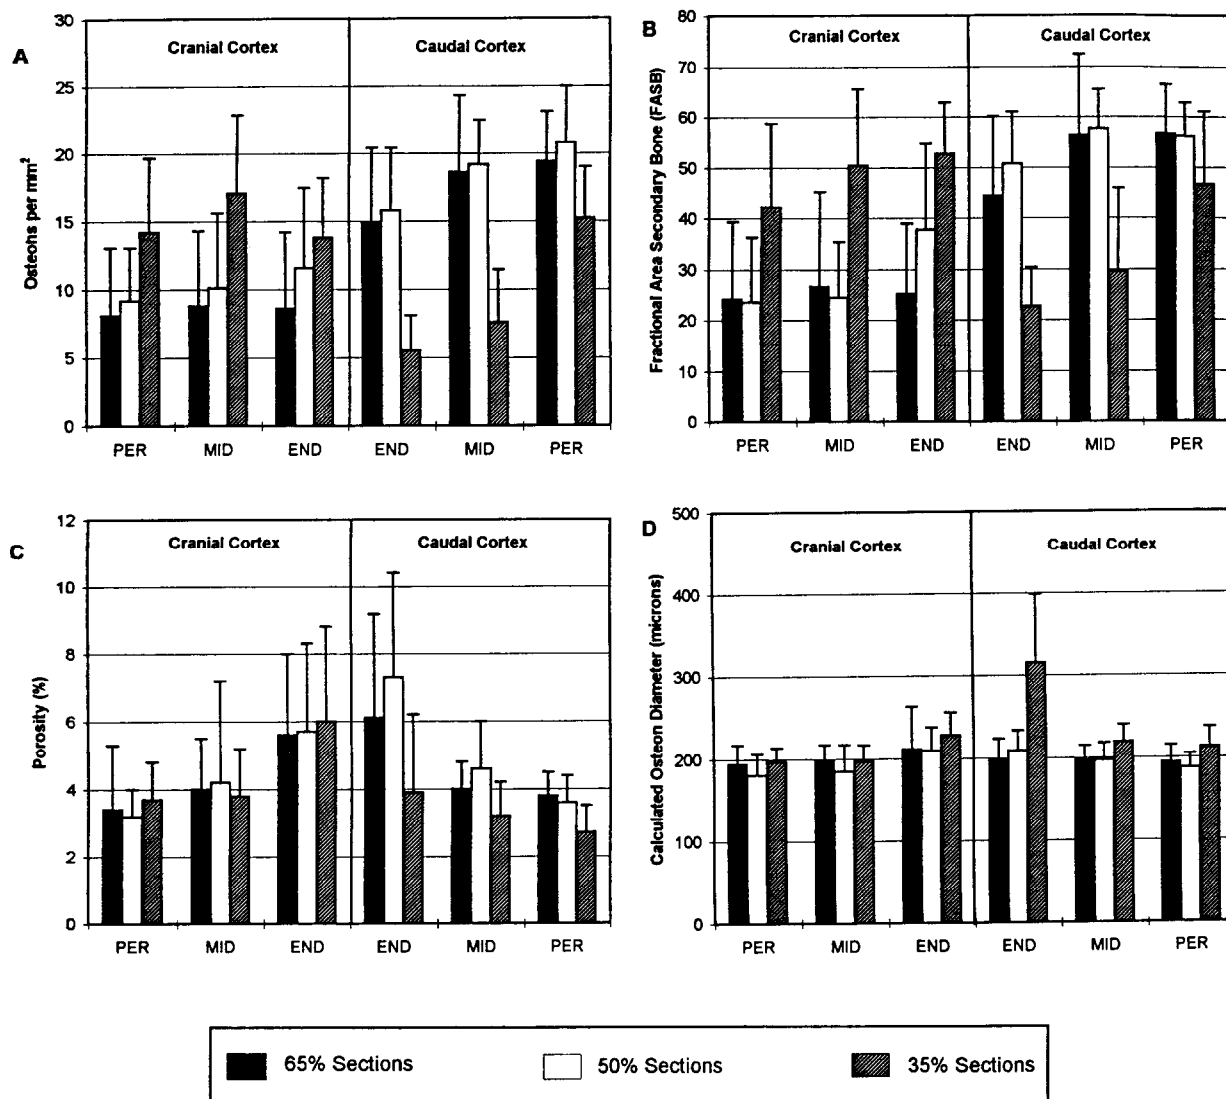 A
Cranial Cortex
Caudal Cortex
Osteohs per mm²
30
25
20
15
10
5
0
PER MID END END MID PER
B
Cranial Cortex
Caudal Cortex
Fractional Area Secondary Bone (FASB)
80
70
60
50
40
30
20
10
0
PER MID END END MID PER
C
Cranial Cortex
Caudal Cortex
Porosity (%)
12
10
8
6
4
2
0
PER MID END END MID PER
D
Cranial Cortex
Caudal Cortex
Calculated Osteon Diameter (microns)
500
400
300
200
100
0
PER MID END END MID PER
65% Sections
50% Sections
35% Sections